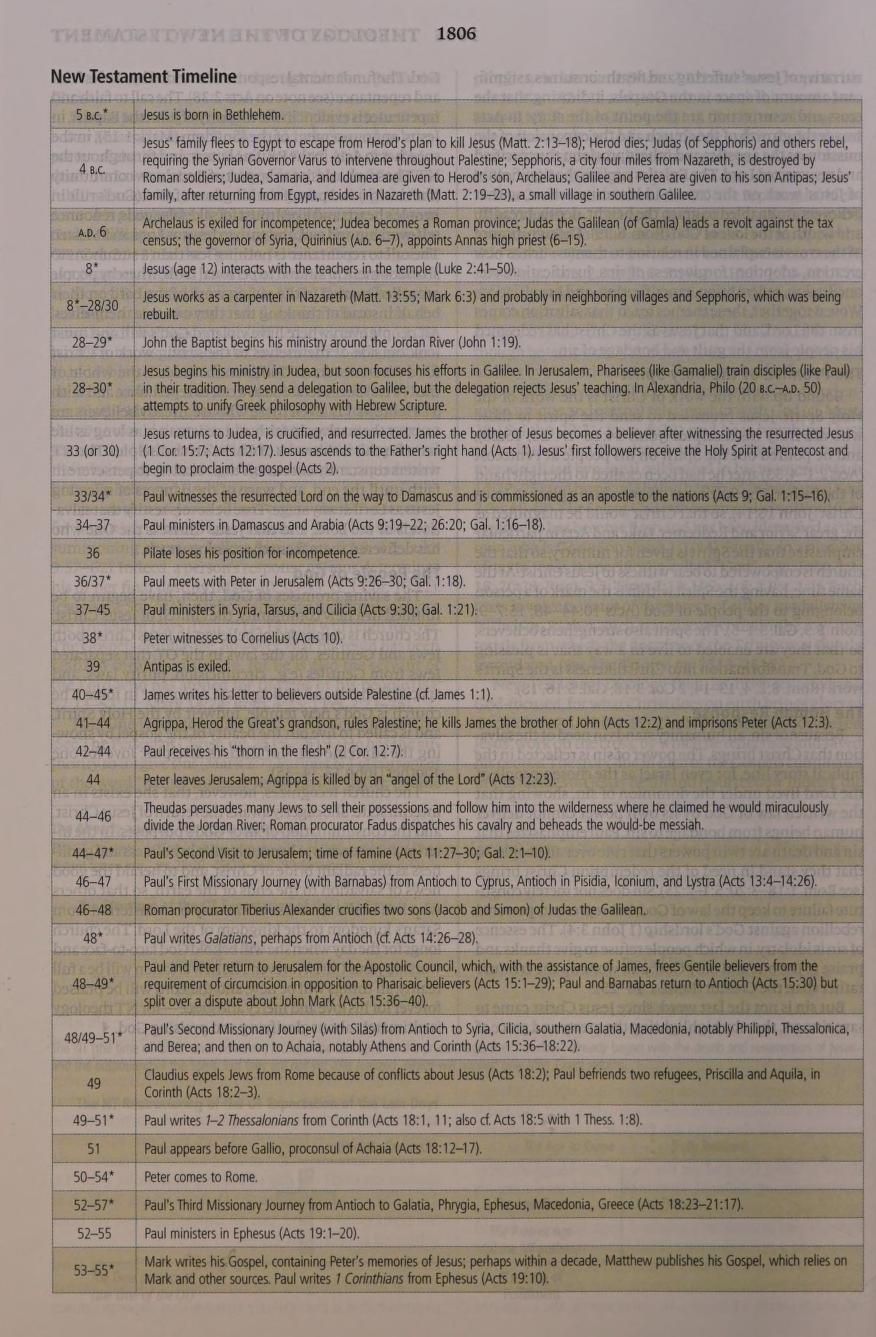 1806
New Testament Timeline
5 B.C.* Jesus is born in Bethlehem.
4 B.C. Jesus' family flees to Egypt to escape from Herod's plan to kill Jesus (Matt. 2:13–18); Herod dies; Judas (of Sepphoris) and others rebel,
requiring the Syrian Governor Varus to intervene throughout Palestine; Sepphoris, a city four miles from Nazareth, is destroyed by
Roman soldiers; Judea, Samaria, and Idumea are given to Herod's son, Archelaus; Galilee and Perea are given to his son Antipas; Jesus'
family, after returning from Egypt, resides in Nazareth (Matt. 2:19–23), a small village in southern Galilee.
A.D. 6 Archelaus is exiled for incompetence; Judea becomes a Roman province; Judas the Galilean (of Gamla) leads a revolt against the tax
census; the governor of Syria, Quirinius (A.D. 6–7), appoints Annas high priest (6–15).
8* Jesus (age 12) interacts with the teachers in the temple (Luke 2:41–50).
8*–28/30 Jesus works as a carpenter in Nazareth (Matt. 13:55; Mark 6:3) and probably in neighboring villages and Sepphoris, which was being
rebuilt.
28–29* John the Baptist begins his ministry around the Jordan River (John 1:19).
28–30* Jesus begins his ministry in Judea, but soon focuses his efforts in Galilee. In Jerusalem, Pharisees (like Gamaliel) train disciples (like Paul)
in their tradition. They send a delegation to Galilee, but the delegation rejects Jesus' teaching. In Alexandria, Philo (20 B.C.–A.D. 50)
attempts to unify Greek philosophy with Hebrew Scripture.
33 (or 30) Jesus returns to Judea, is crucified, and resurrected. James the brother of Jesus becomes a believer after witnessing the resurrected Jesus
(1 Cor. 15:7; Acts 12:17). Jesus ascends to the Father's right hand (Acts 1). Jesus' first followers receive the Holy Spirit at Pentecost and
begin to proclaim the gospel (Acts 2).
33/34* Paul witnesses the resurrected Lord on the way to Damascus and is commissioned as an apostle to the nations (Acts 9; Gal. 1:15–16).
34–37 Paul ministers in Damascus and Arabia (Acts 9:19–22; 26:20; Gal. 1:16–18).
36 Pilate loses his position for incompetence.
36/37* Paul meets with Peter in Jerusalem (Acts 9:26–30; Gal. 1:18).
37–45 Paul ministers in Syria, Tarsus, and Cilicia (Acts 9:30; Gal. 1:21).
38* Peter witnesses to Cornelius (Acts 10).
39 Antipas is exiled.
40–45* James writes his letter to believers outside Palestine (cf. James 1:1).
41–44 Agrippa, Herod the Great's grandson, rules Palestine; he kills James the brother of John (Acts 12:2) and imprisons Peter (Acts 12:3).
42–44 Paul receives his "thorn in the flesh" (2 Cor. 12:7).
44 Peter leaves Jerusalem; Agrippa is killed by an "angel of the Lord" (Acts 12:23).
44–46 Theudas persuades many Jews to sell their possessions and follow him into the wilderness where he claimed he would miraculously
divide the Jordan River; Roman procurator Fadus dispatches his cavalry and beheads the would-be messiah.
44–47* Paul's Second Visit to Jerusalem; time of famine (Acts 11:27–30; Gal. 2:1–10).
46–47 Paul's First Missionary Journey (with Barnabas) from Antioch to Cyprus, Antioch in Pisidia, Iconium, and Lystra (Acts 13:4–14:26).
46–48 Roman procurator Tiberius Alexander crucifies two sons (Jacob and Simon) of Judas the Galilean.
48* Paul writes Galatians, perhaps from Antioch (cf. Acts 14:26–28).
48–49* Paul and Peter return to Jerusalem for the Apostolic Council, which, with the assistance of James, frees Gentile believers from the
requirement of circumcision in opposition to Pharisaic believers (Acts 15:1–29); Paul and Barnabas return to Antioch (Acts 15:30) but
split over a dispute about John Mark (Acts 15:36–40).
48/49–51* Paul's Second Missionary Journey (with Silas) from Antioch to Syria, Cilicia, southern Galatia, Macedonia, notably Philippi, Thessalonica,
and Berea; and then on to Achaia, notably Athens and Corinth (Acts 15:36–18:22).
49 Claudius expels Jews from Rome because of conflicts about Jesus (Acts 18:2); Paul befriends two refugees, Priscilla and Aquila, in
Corinth (Acts 18:2–3).
49–51* Paul writes 1–2 Thessalonians from Corinth (Acts 18:1, 11; also cf. Acts 18:5 with 1 Thess. 1:8).
51 Paul appears before Gallio, proconsul of Achaia (Acts 18:12–17).
50–54* Peter comes to Rome.
52–57* Paul's Third Missionary Journey from Antioch to Galatia, Phrygia, Ephesus, Macedonia, Greece (Acts 18:23–21:17).
52–55 Paul ministers in Ephesus (Acts 19:1–20).
53–55* Mark writes his Gospel, containing Peter's memories of Jesus; perhaps within a decade, Matthew publishes his Gospel, which relies on
Mark and other sources. Paul writes 1 Corinthians from Ephesus (Acts 19:10).